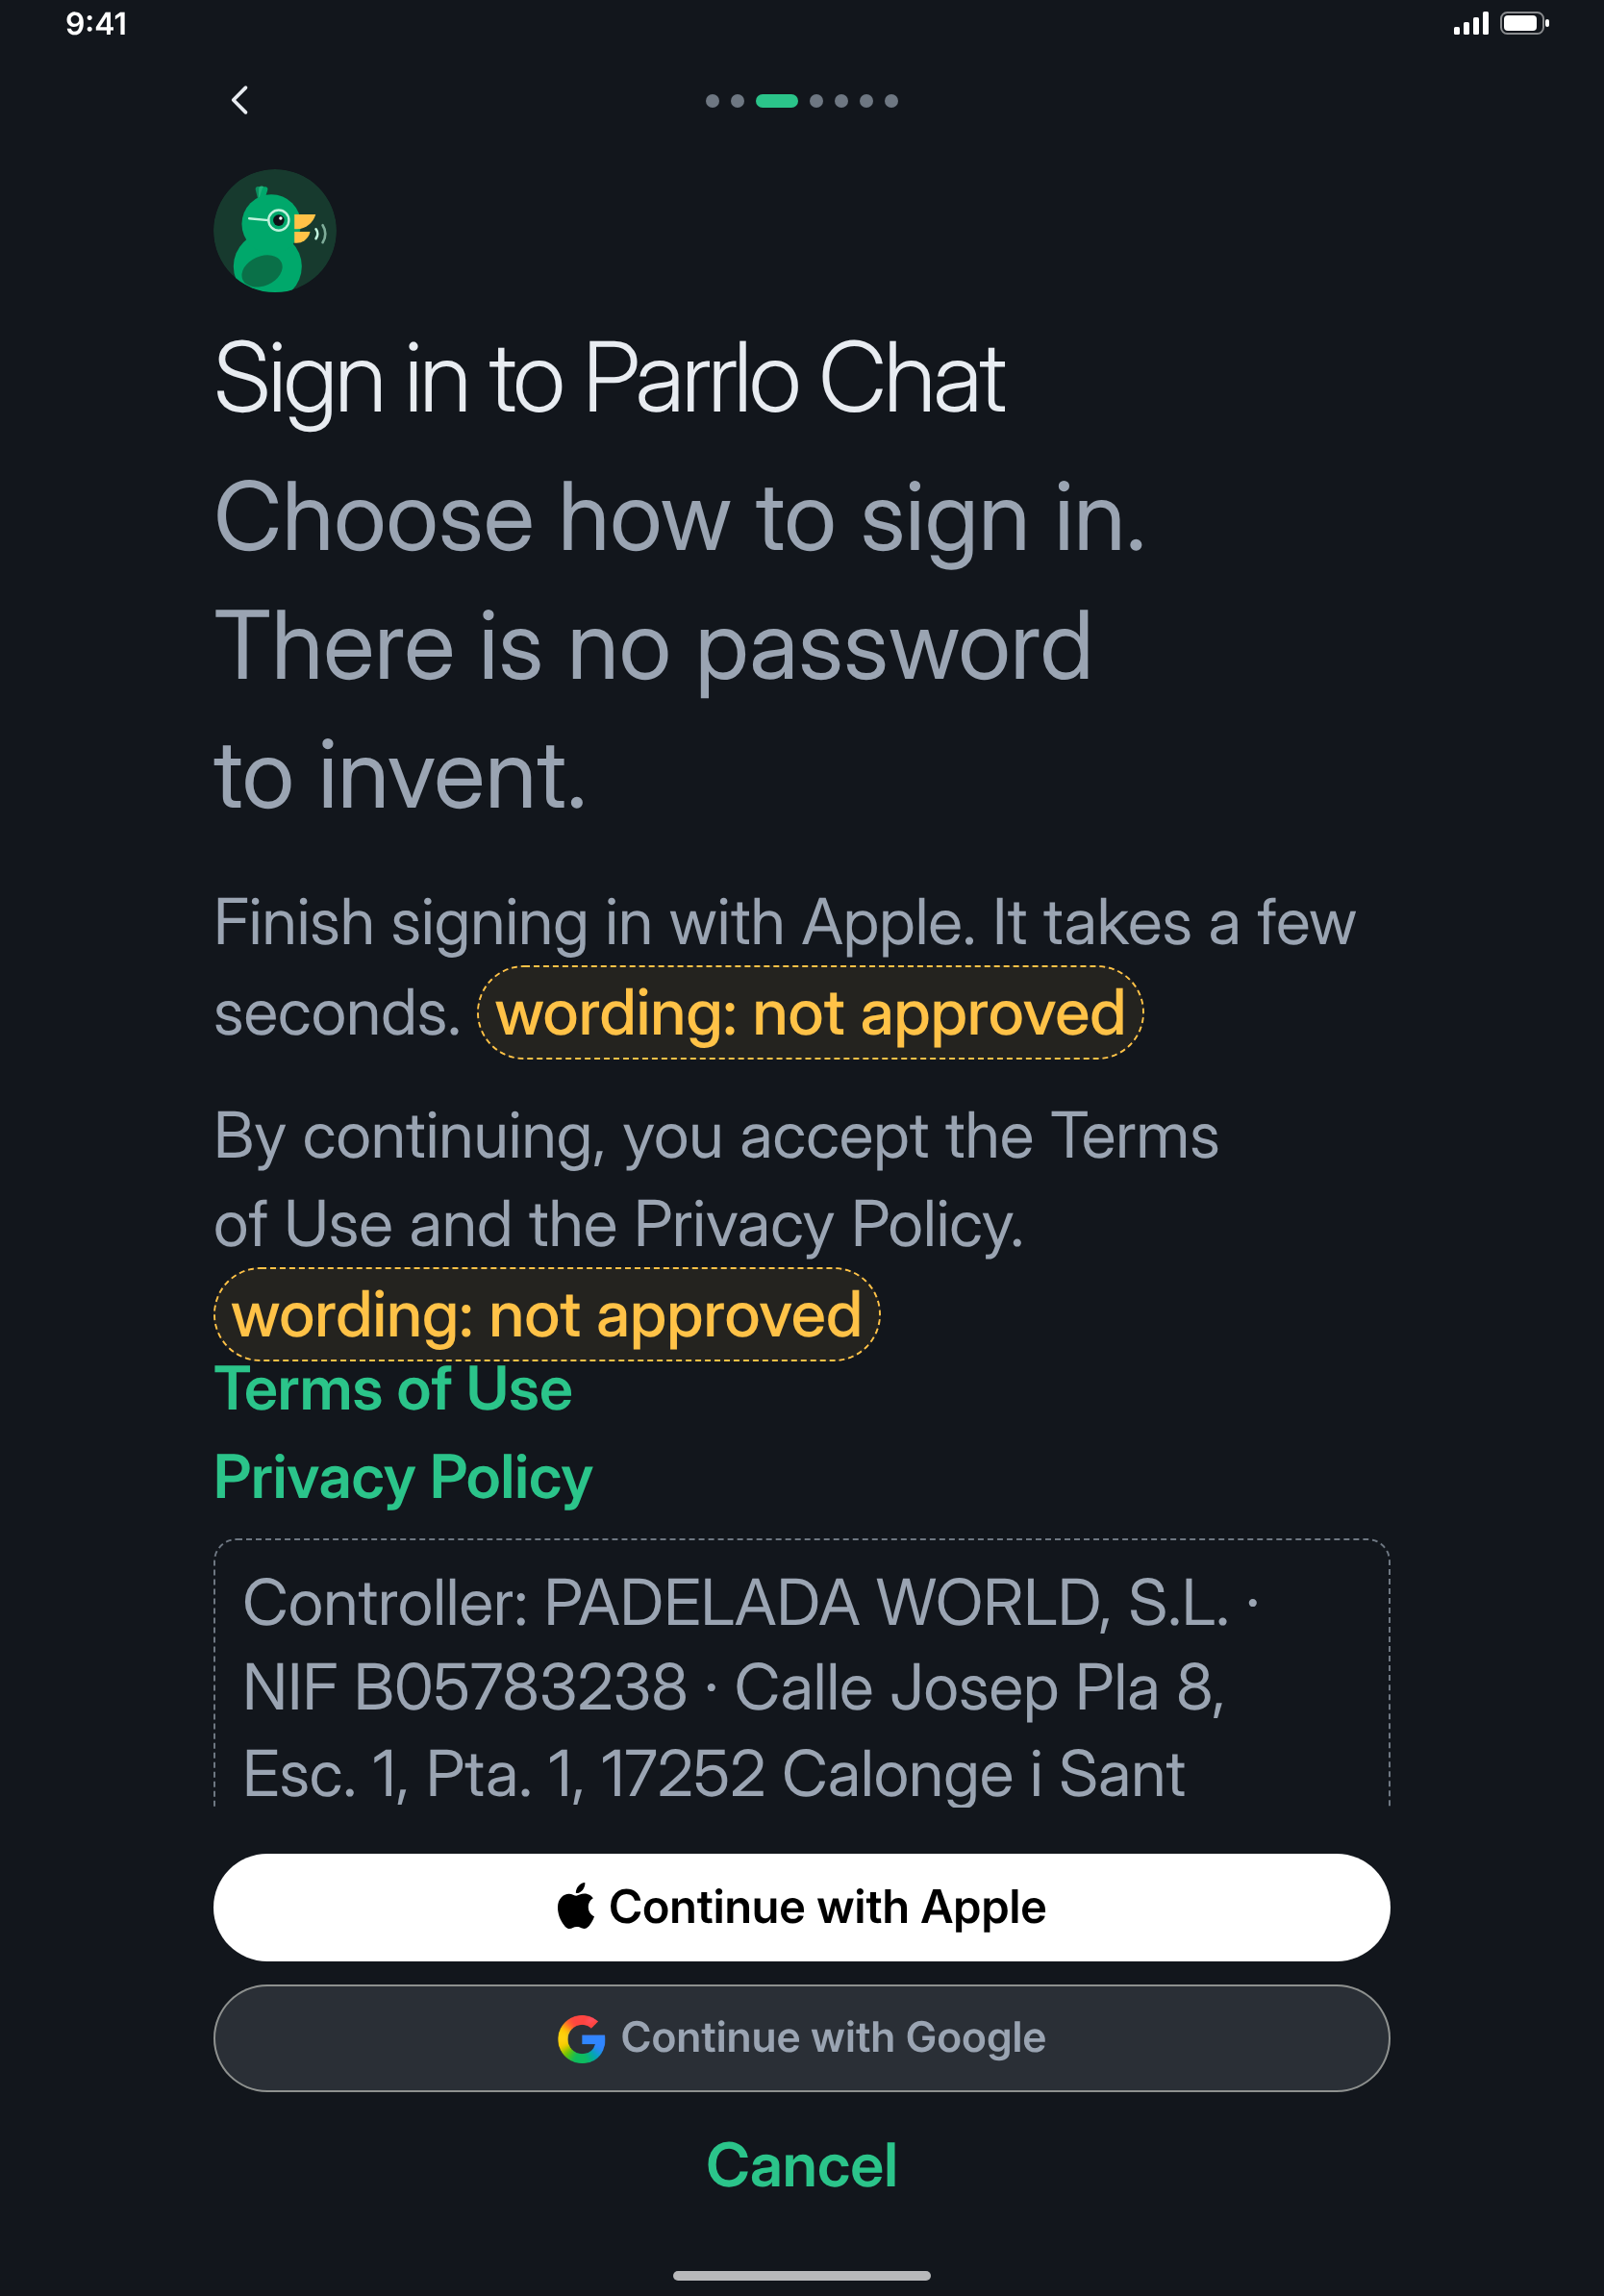 9:41
Sign in to Parrlo Chat
Choose how to sign in.
There is no password
to invent.
Finish signing in with Apple. It takes a few
seconds. wording: not approved
By continuing, you accept the Terms
of Use and the Privacy Policy.
wording: not approved
Terms of Use
Privacy Policy
Controller: PADELADA WORLD, S.L. ·
NIF B05783238 · Calle Josep Pla 8,
Esc. 1, Pta. 1, 17252 Calonge i Sant
Continue with Apple
Continue with Google
Cancel